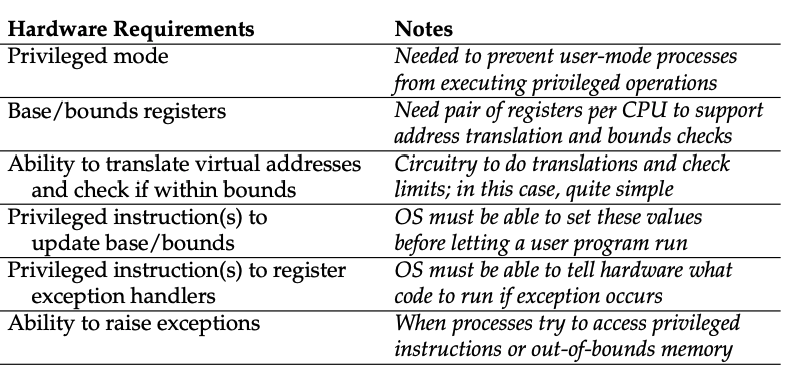 Hardware Requirements Notes
Privileged mode Needed to prevent user-mode processes
from executing privileged operations
Base/bounds registers Need pair of registers per CPU to support
address translation and bounds checks
Ability to translate virtual addresses Circuitry to do translations and check
and check if within bounds limits; in this case, quite simple
Privileged instruction(s) to OS must be able to set these values
update base/bounds before letting a user program run
Privileged instruction(s) to register OS must be able to tell hardware what
exception handlers code to run if exception occurs
Ability to raise exceptions When processes try to access privileged
instructions or out-of-bounds memory